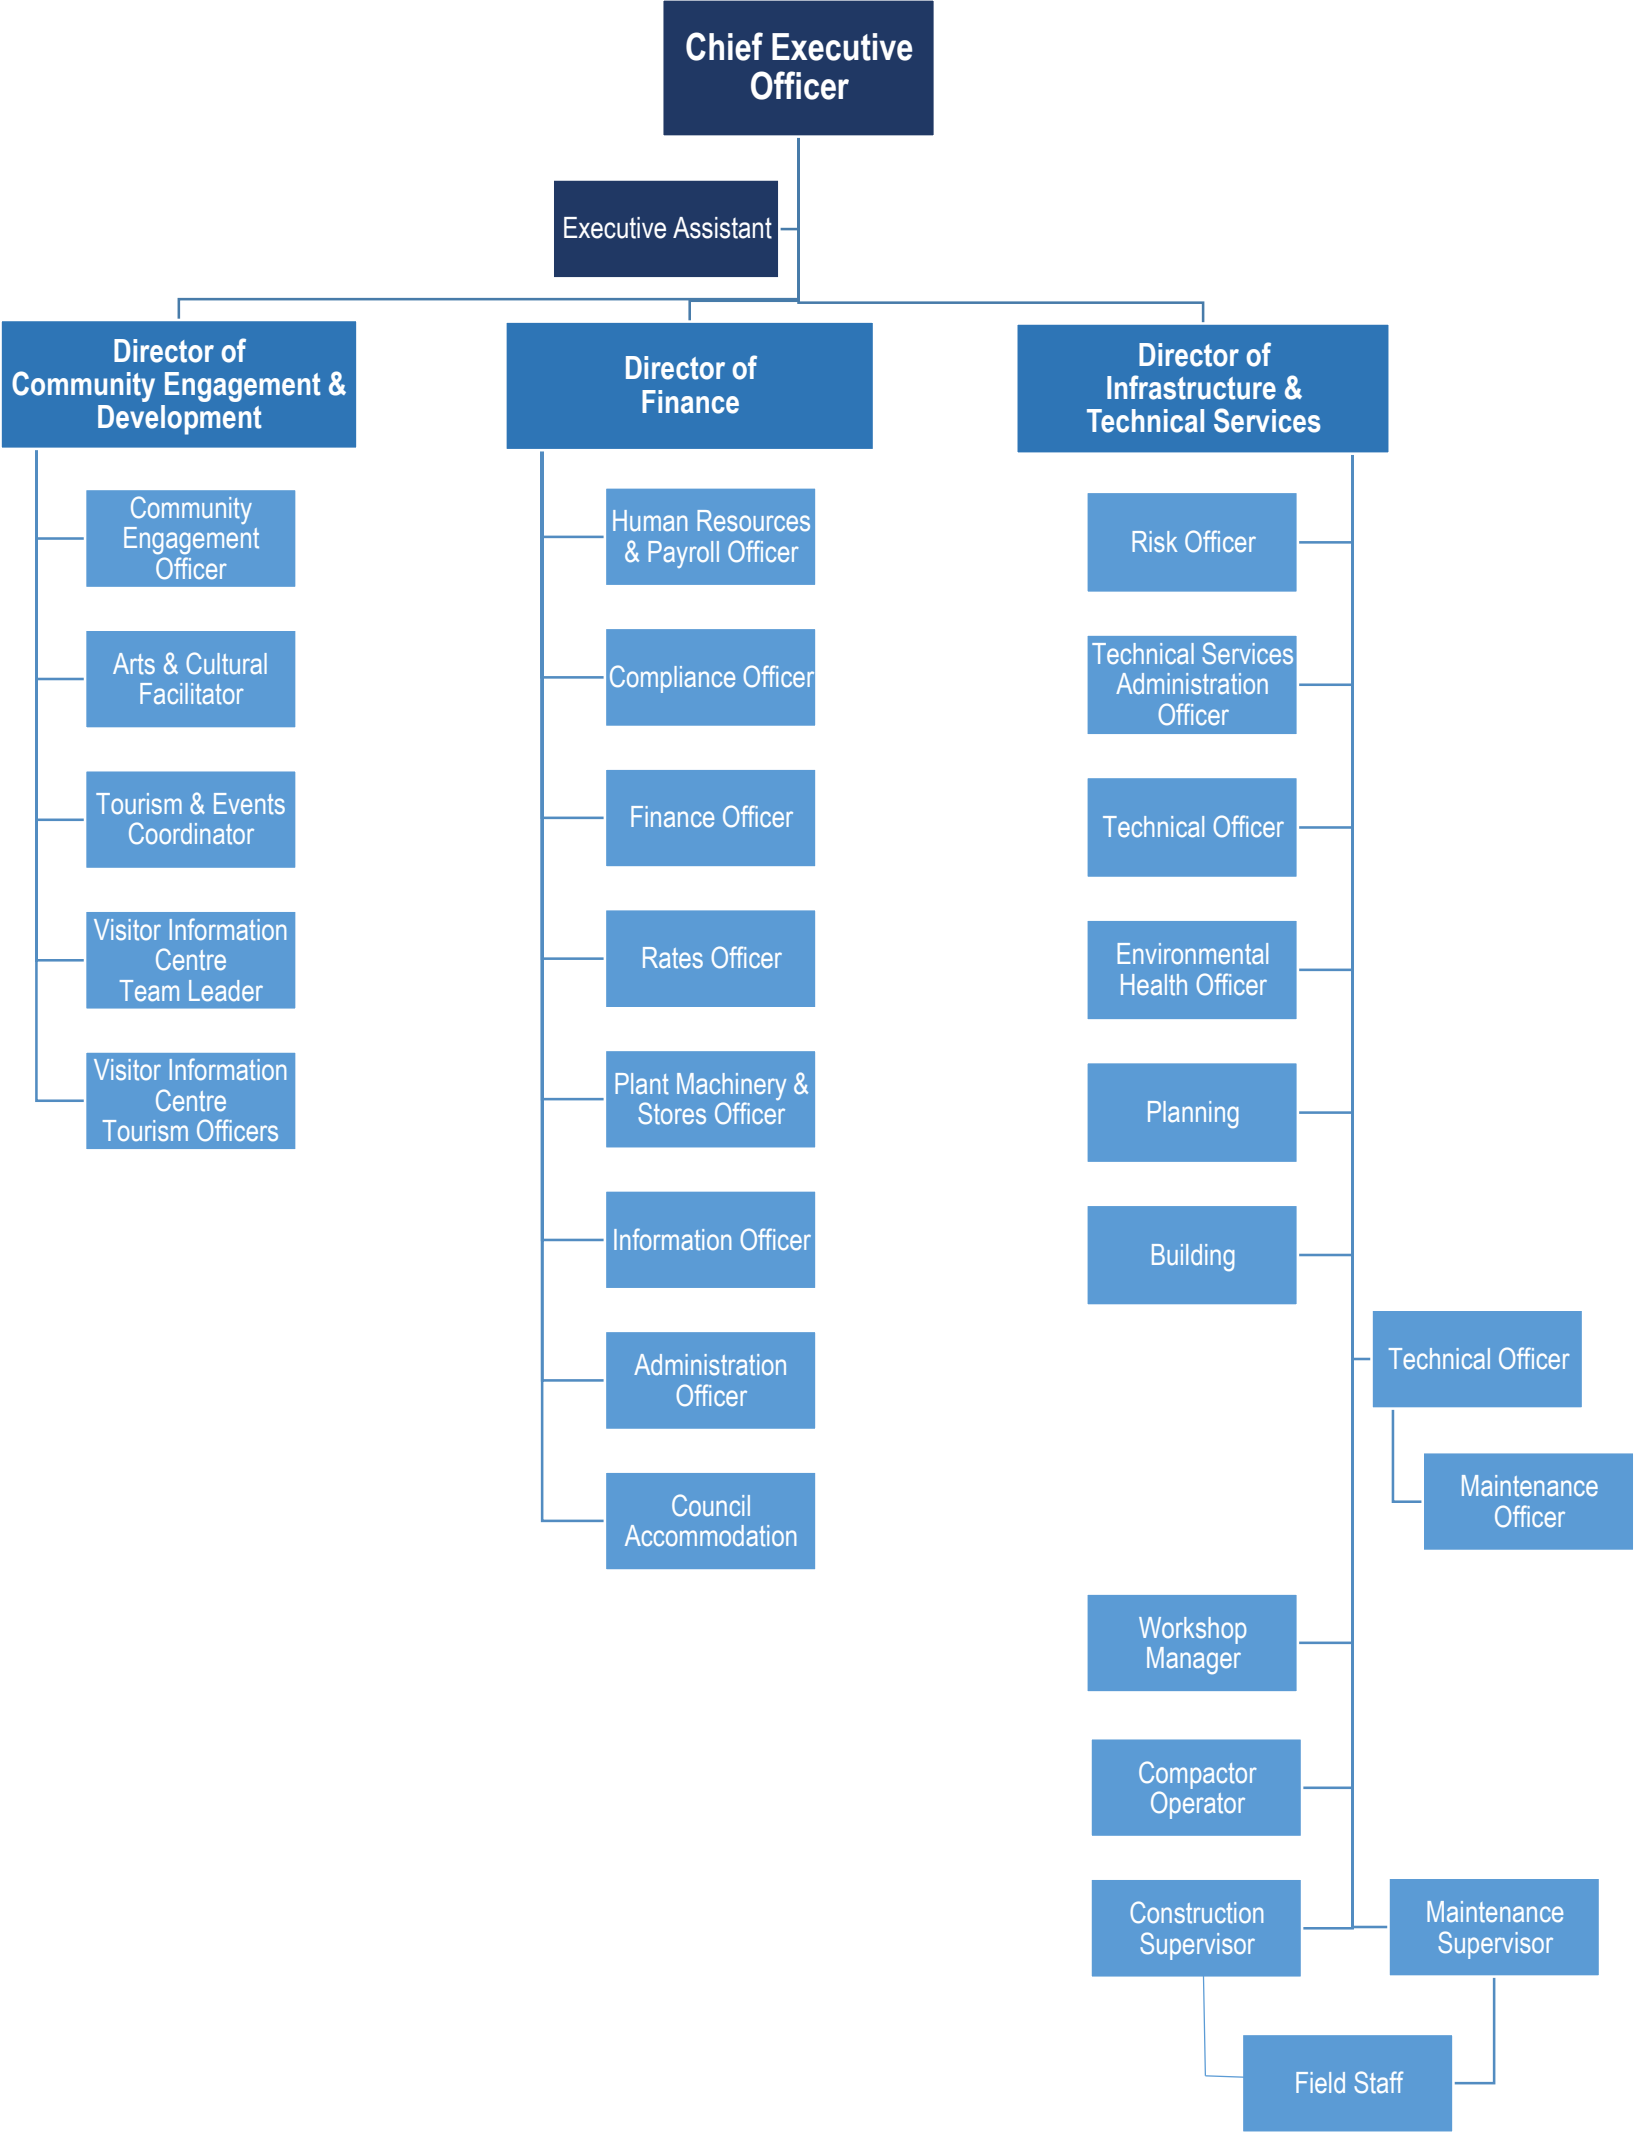 Chief Executive
Officer
Executive Assistant
Director of
Community Engagement &
Development
Community
Engagement
Officer
Arts & Cultural
Facilitator
Tourism & Events
Coordinator
Visitor Information
Centre
Team Leader
Visitor Information
Centre
Tourism Officers
Director of
Finance
Human Resources
& Payroll Officer
Compliance Officer
Finance Officer
Rates Officer
Plant Machinery &
Stores Officer
Information Officer
Administration
Officer
Council
Accommodation
Director of
Infrastructure &
Technical Services
Risk Officer
Technical Services
Administration
Officer
Technical Officer
Environmental
Health Officer
Planning
Building
Technical Officer
Maintenance
Officer
Workshop
Manager
Compactor
Operator
Construction
Supervisor
Maintenance
Supervisor
Field Staff